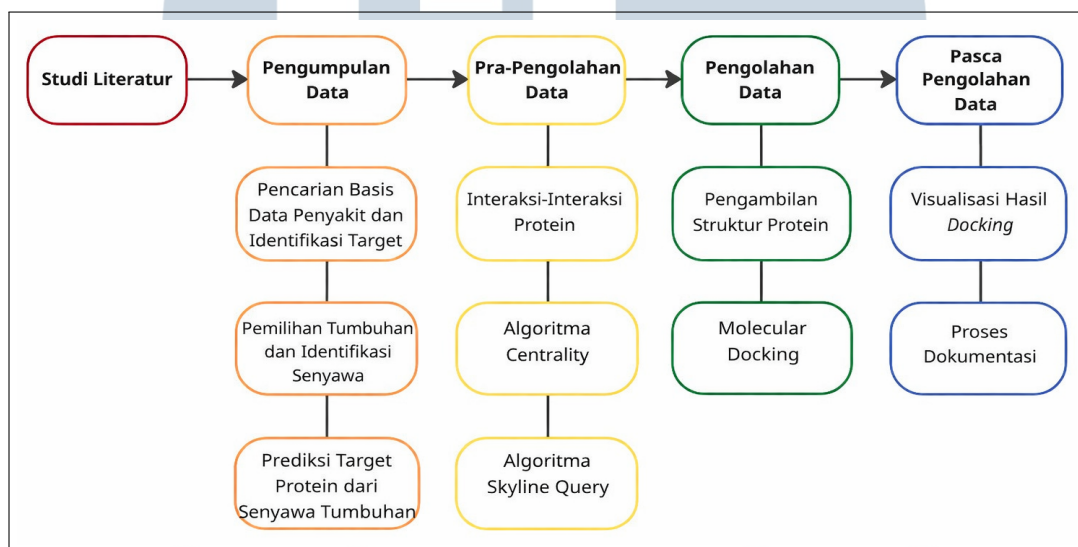 Studi Literatur
Pengumpulan
Data
Pra-Pengolahan
Data
Pengolahan
Data
Pasca
Pengolahan
Data
Pencarian Basis
Data Penyakit dan
Identifikasi Target
Interaksi-Interaksi
Protein
Pengambilan
Struktur Protein
Visualisasi Hasil
Docking
Pemilihan Tumbuhan
dan Identifikasi
Senyawa
Algoritma
Centrality
Molecular
Docking
Proses
Dokumentasi
Prediksi Target
Protein dari
Senyawa Tumbuhan
Algoritma
Skyline Query